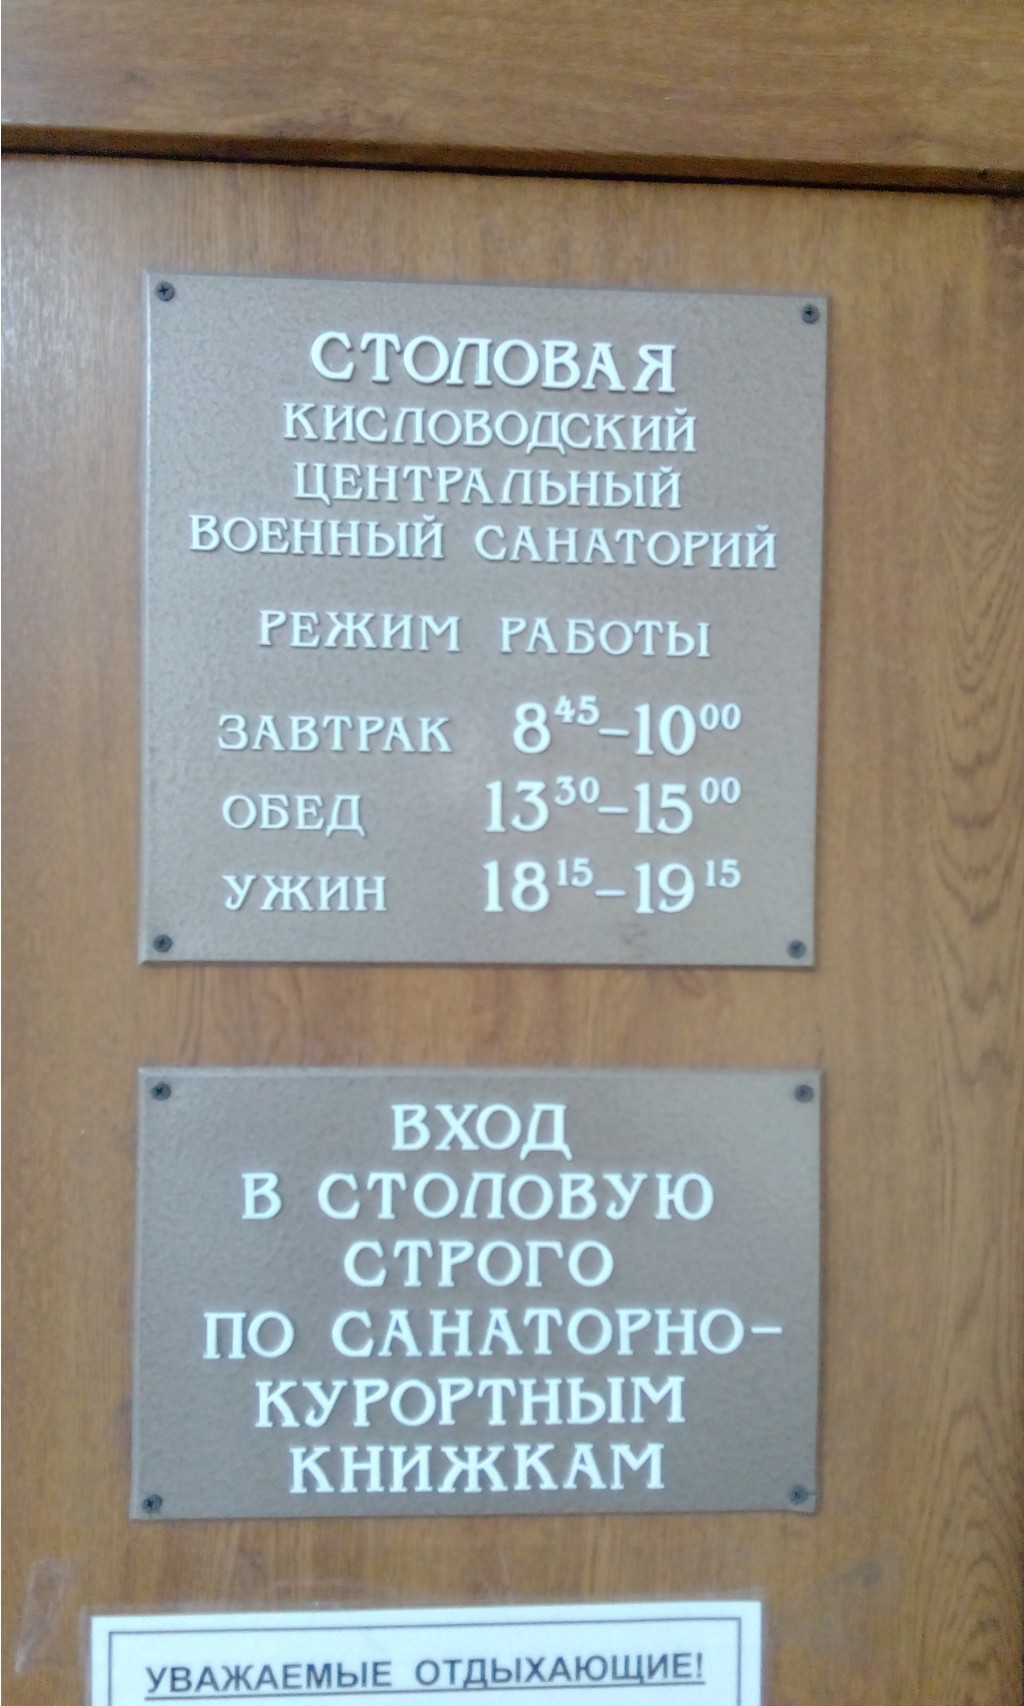 СТОЛОВАЯ
КИСЛОВОДСКИЙ
ЦЕНТРАЛЬНЫЙ
ВОЕННЫЙ САНАТОРИЙ
РЕЖИМ РАБОТЫ
ЗАВТРАК 8⁴⁵–10⁰⁰
ОБЕД 13³⁰–15⁰⁰
УЖИН 18¹⁵–19¹⁵
ВХОД
В СТОЛОВУЮ
СТРОГО
ПО САНАТОРНО-
КУРОРТНЫМ
КНИЖКАМ
УВАЖАЕМЫЕ ОТДЫХАЮЩИЕ!